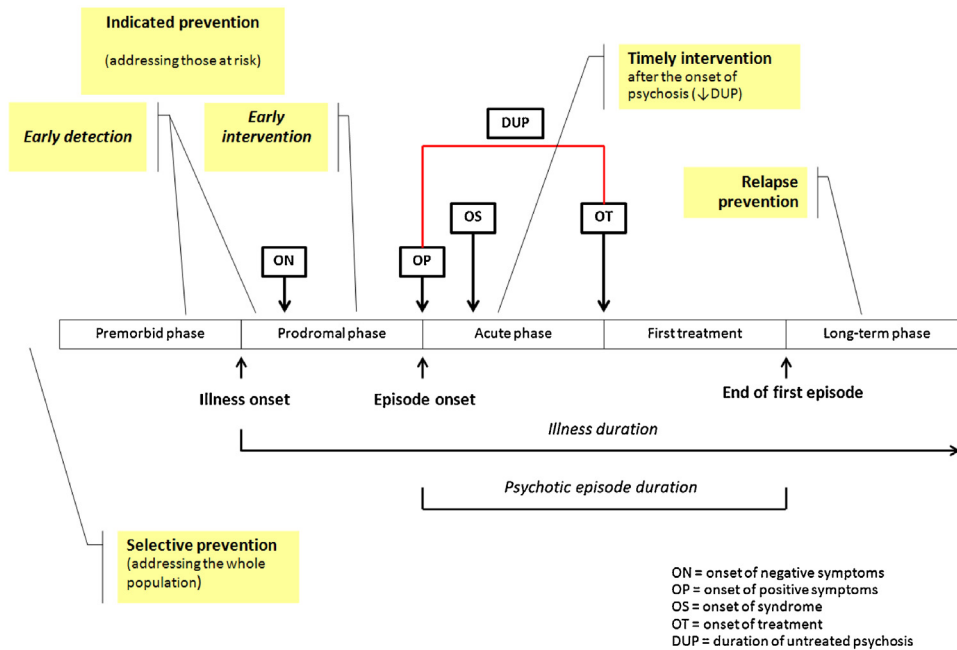 Indicated prevention
(addressing those at risk)
Early detection
Early
intervention
Timely intervention
after the onset of
psychosis (↓DUP)
DUP
Relapse
prevention
ON
OP
OS
OT
Premorbid phase
Prodromal phase
Acute phase
First treatment
Long-term phase
Illness onset
Episode onset
End of first episode
Illness duration
Psychotic episode duration
Selective prevention
(addressing the whole
population)
ON = onset of negative symptoms
OP = onset of positive symptoms
OS = onset of syndrome
OT = onset of treatment
DUP = duration of untreated psychosis